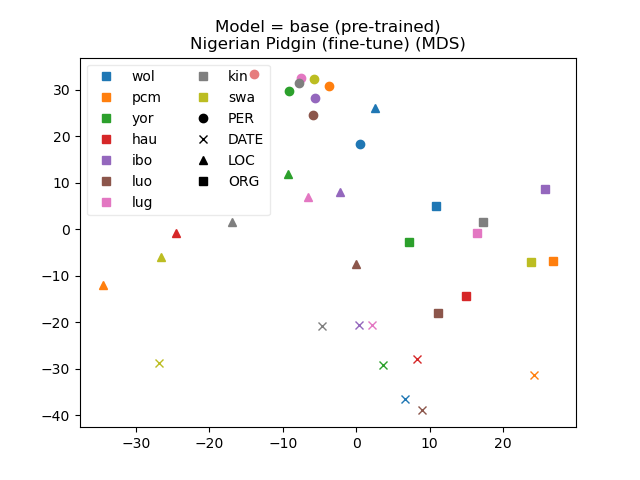 Model = base (pre-trained)
Nigerian Pidgin (fine-tune) (MDS)
wol
pcm
yor
hau
ibo
luo
lug
kin
swa
PER
DATE
LOC
ORG
30
20
10
0
−10
−20
−30
−40
−30
−20
−10
0
10
20